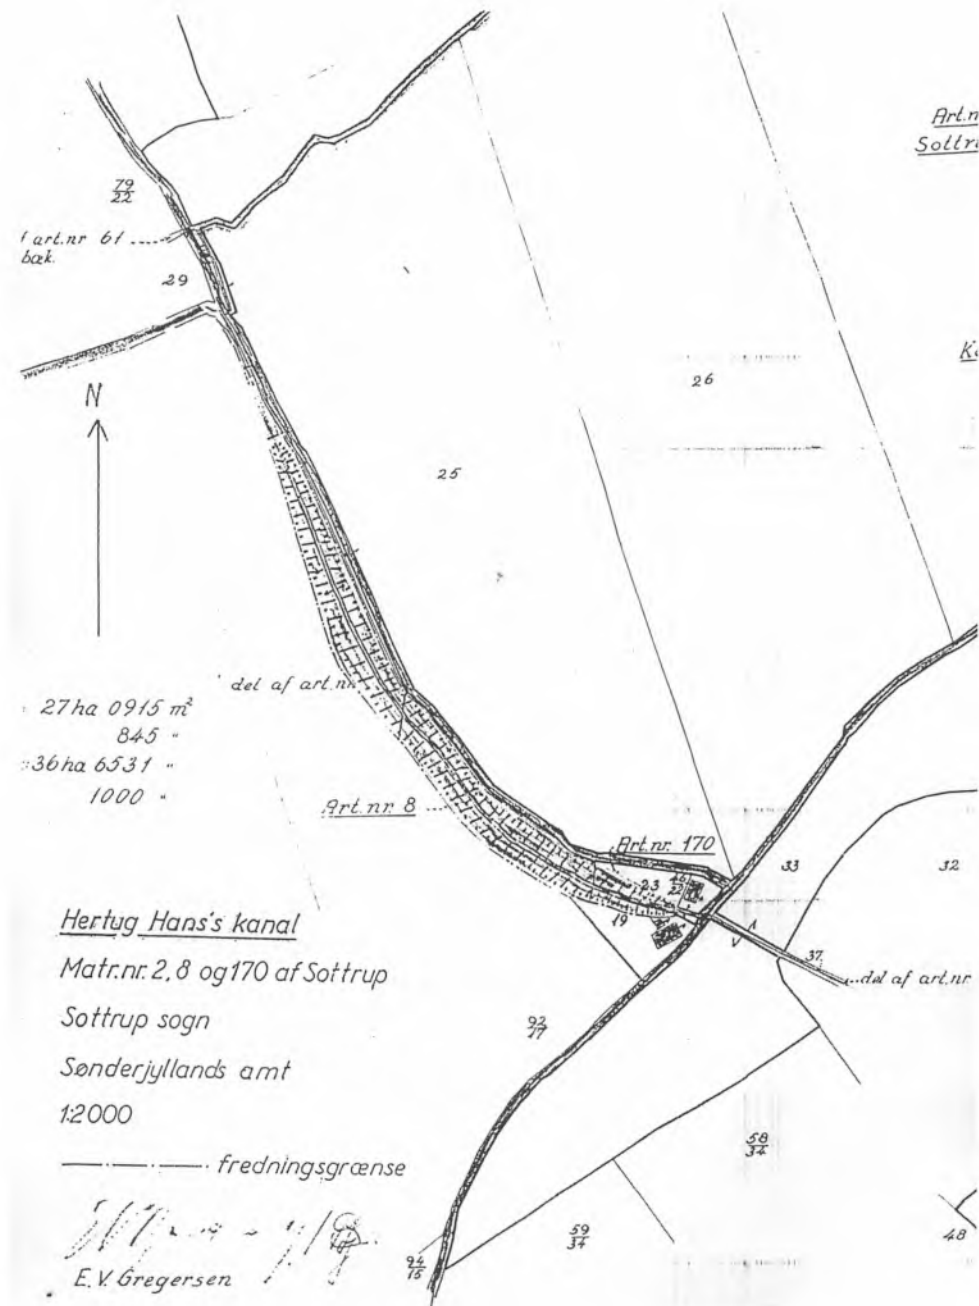 Art.n
Sottr
79
22
art.nr 61
bæk.
29
K
26
N
25
del af art.nr
27 ha 0915 m²
845 "
36 ha 6531 "
1000 "
Art.nr 8
Art.nr. 170
33
32
23
46
22
19
Hertug Hans's kanal
Matr.nr. 2, 8 og 170 af Sottrup
37
del af art.nr
Sottrup sogn
92
17
Sønderjyllands amt
1:2000
58
34
fredningsgrænse
59
34
48
94
15
E.V. Gregersen